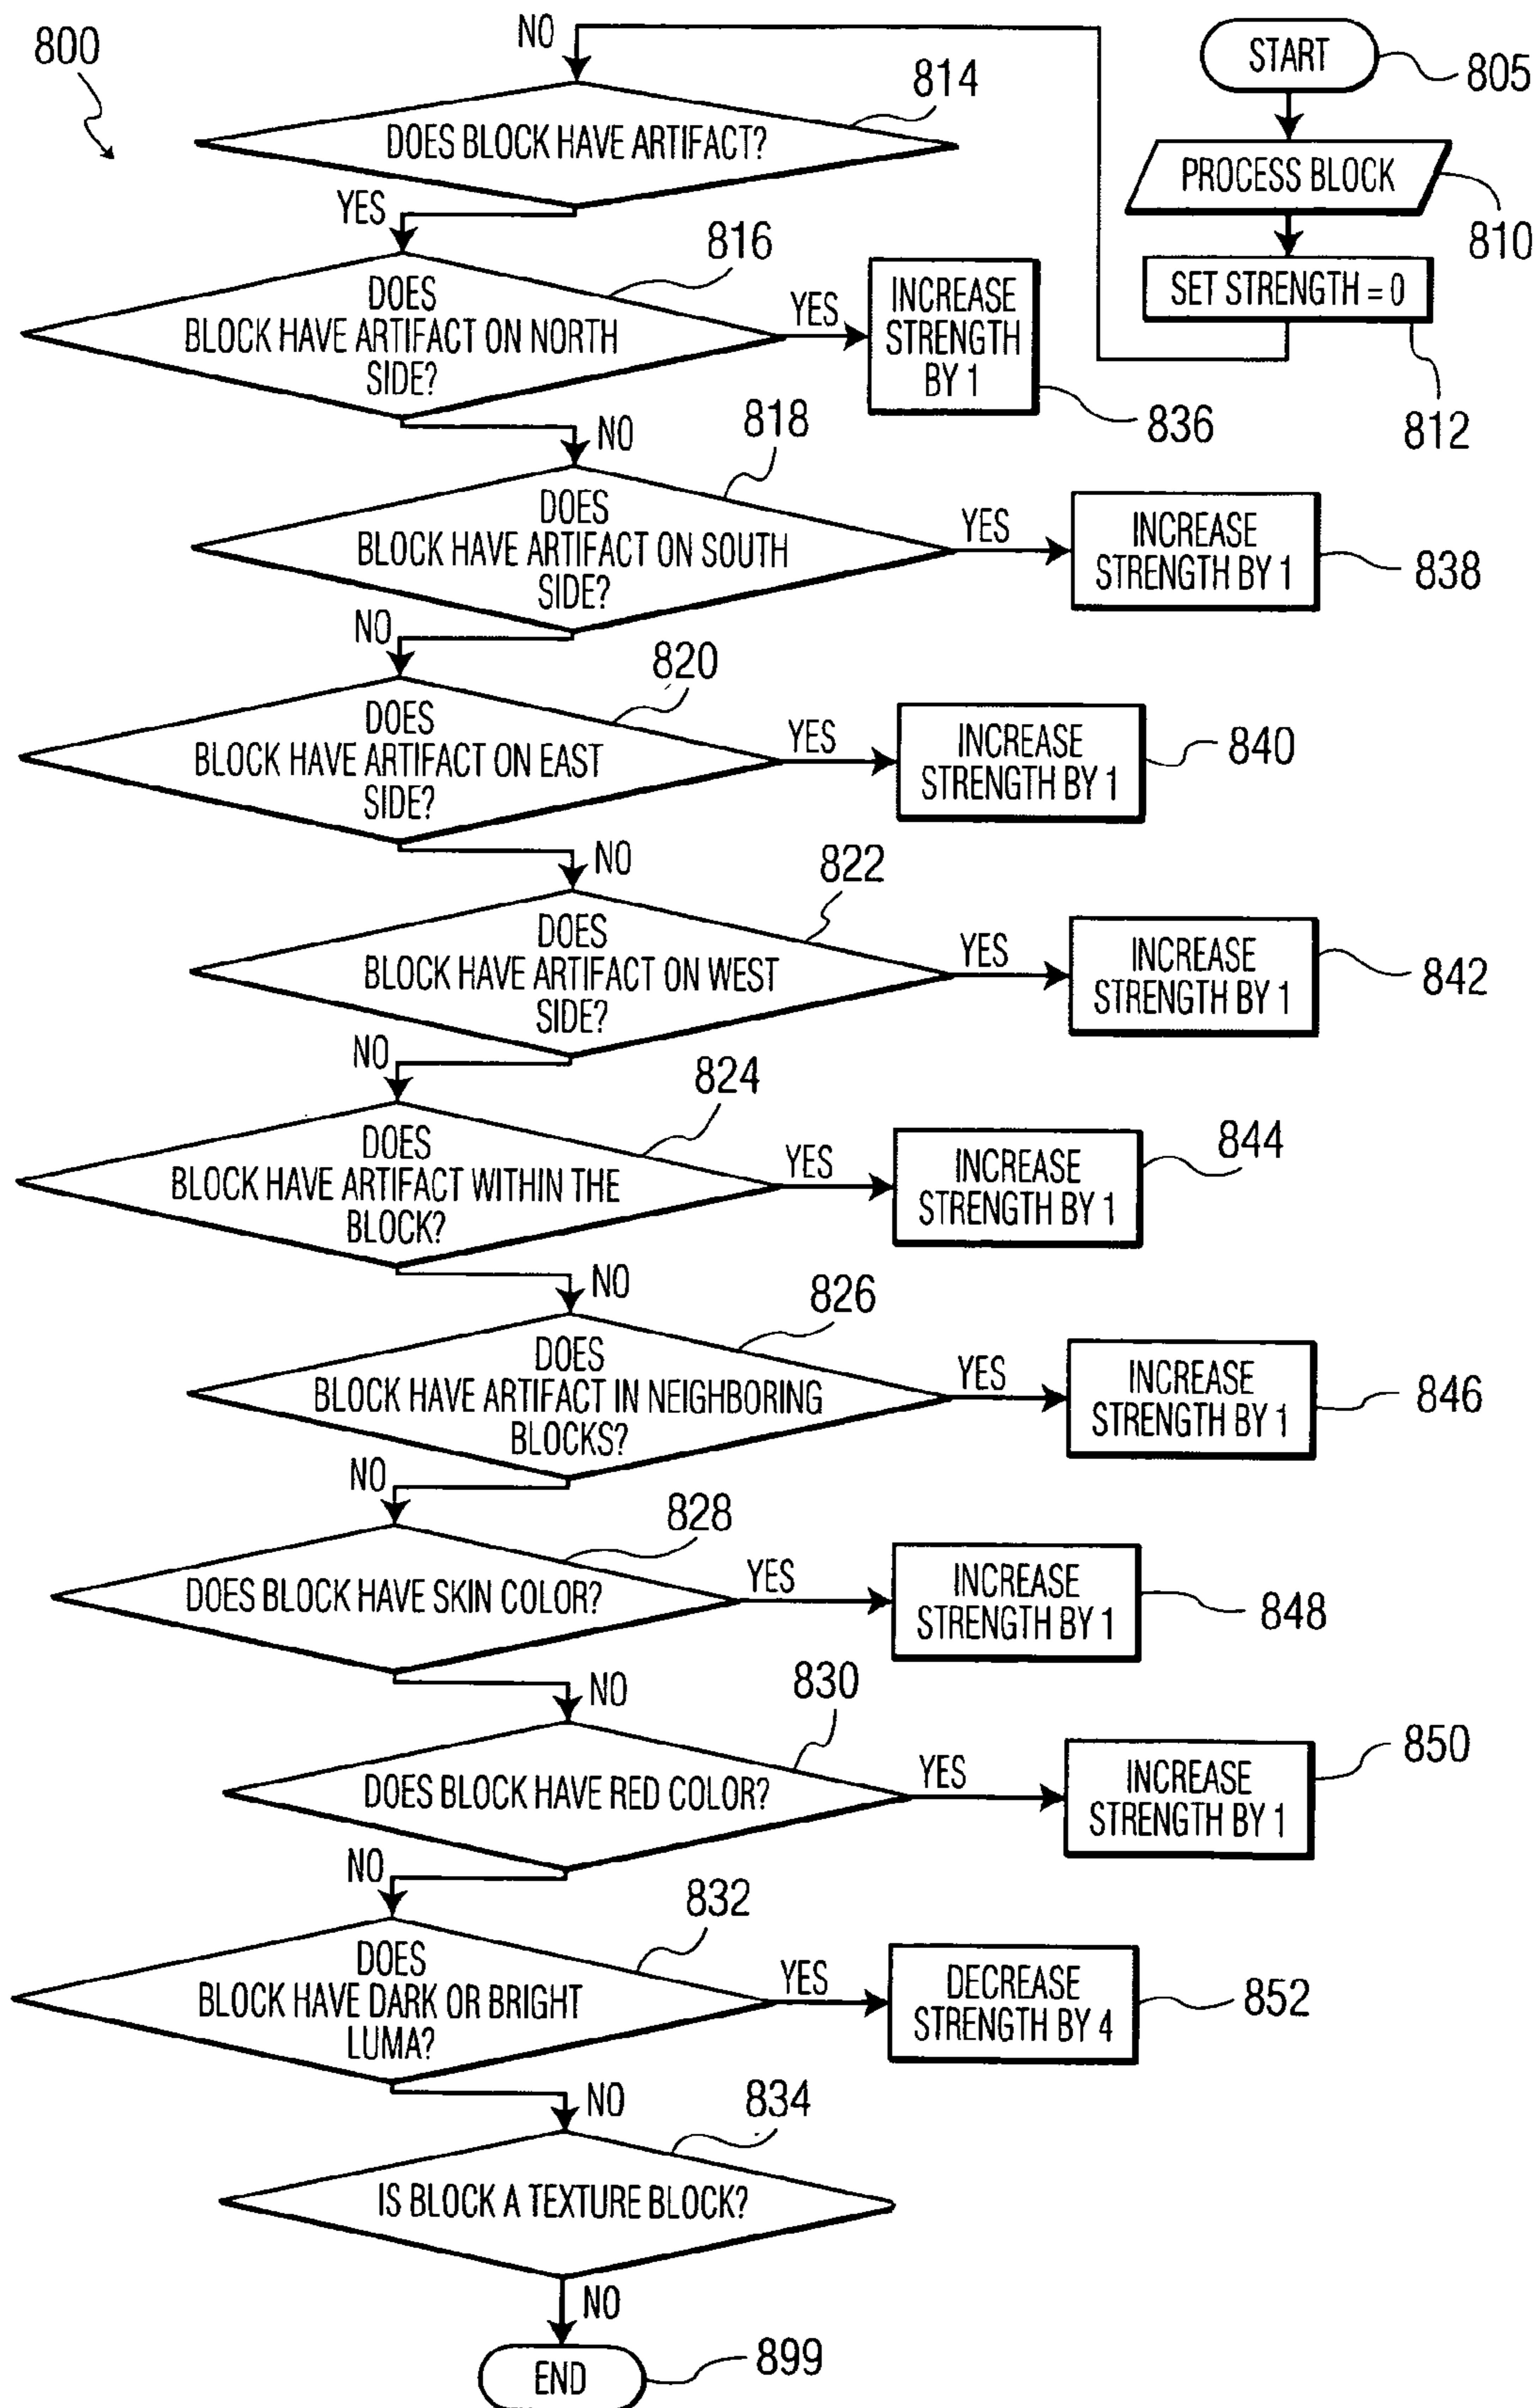 800
START
805
PROCESS BLOCK
810
SET STRENGTH = 0
812
NO
DOES BLOCK HAVE ARTIFACT?
814
YES
DOES
BLOCK HAVE ARTIFACT ON NORTH
SIDE?
816
YES
INCREASE
STRENGTH
BY 1
836
NO
DOES
BLOCK HAVE ARTIFACT ON SOUTH
SIDE?
818
YES
INCREASE
STRENGTH BY 1
838
NO
DOES
BLOCK HAVE ARTIFACT ON EAST
SIDE?
820
YES
INCREASE
STRENGTH BY 1
840
NO
DOES
BLOCK HAVE ARTIFACT ON WEST
SIDE?
822
YES
INCREASE
STRENGTH BY 1
842
NO
DOES
BLOCK HAVE ARTIFACT WITHIN THE
BLOCK?
824
YES
INCREASE
STRENGTH BY 1
844
NO
DOES
BLOCK HAVE ARTIFACT IN NEIGHBORING
BLOCKS?
826
YES
INCREASE
STRENGTH BY 1
846
NO
DOES BLOCK HAVE SKIN COLOR?
828
YES
INCREASE
STRENGTH BY 1
848
NO
DOES BLOCK HAVE RED COLOR?
830
YES
INCREASE
STRENGTH BY 1
850
NO
DOES
BLOCK HAVE DARK OR BRIGHT
LUMA?
832
YES
DECREASE
STRENGTH BY 4
852
NO
IS BLOCK A TEXTURE BLOCK?
834
NO
END
899